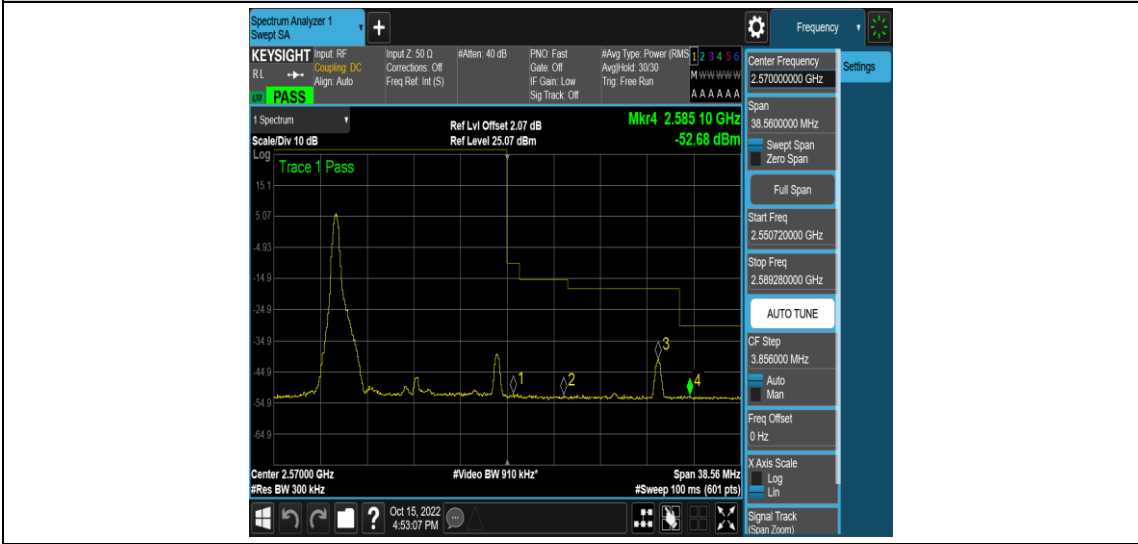 Spectrum Analyzer 1
Swept SA
+
Frequency
KEYSIGHT
RL
PASS
Input: RF
Coupling: DC
Align: Auto
Input Z: 50 Ω
Corrections: Off
Freq Ref: Int (S)
#Atten: 40 dB
PNO: Fast
Gate: Off
IF Gain: Low
Sig Track: Off
#Avg Type: Power (RMS
Avg|Hold: 30/30
Trig: Free Run
1 2 3 4 5 6
M W W W W W
A A A A A A
1 Spectrum
Scale/Div 10 dB
Ref Lvl Offset 2.07 dB
Ref Level 25.07 dBm
Mkr4 2.585 10 GHz
-52.68 dBm
Log
Trace 1 Pass
15.1
5.07
-4.93
-14.9
-24.9
-34.9
-44.9
-54.9
-64.9
1
2
3
4
Center 2.57000 GHz
#Res BW 300 kHz
#Video BW 910 kHz*
Span 38.56 MHz
#Sweep 100 ms (601 pts)
?
Oct 15, 2022
4:53:07 PM
Center Frequency
2.570000000 GHz
Settings
Span
38.5600000 MHz
Swept Span
Zero Span
Full Span
Start Freq
2.550720000 GHz
Stop Freq
2.589280000 GHz
AUTO TUNE
CF Step
3.856000 MHz
Auto
Man
Freq Offset
0 Hz
X Axis Scale
Log
Lin
Signal Track
(Span Zoom)